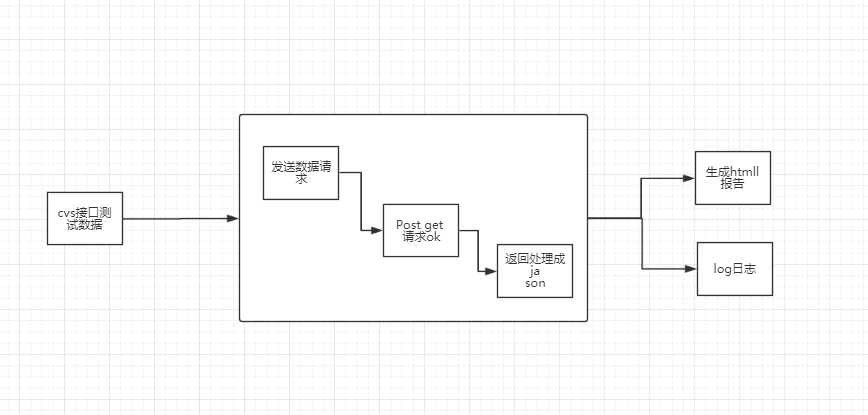 cvs接口测
试数据
发送数据请
求
Post get
请求ok
返回处理成
ja
son
生成htmll
报告
log日志